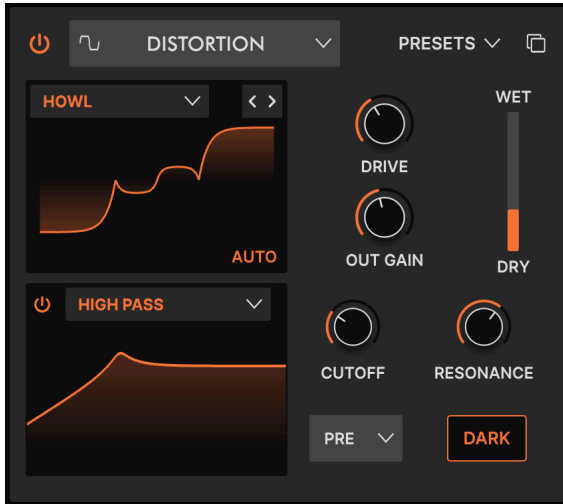 DISTORTION
PRESETS
HOWL
AUTO
DRIVE
OUT GAIN
WET
DRY
HIGH PASS
CUTOFF
RESONANCE
PRE
DARK